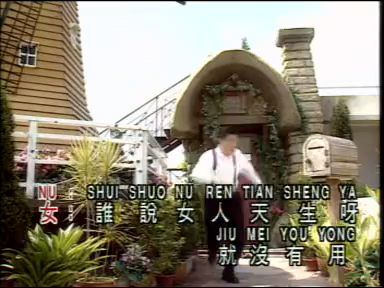 NU SHUI SHUO NU REN TIAN SHENG YA
女 誰 說 女 人 天 生 呀
JIU MEI YOU YONG
就 沒 有 用